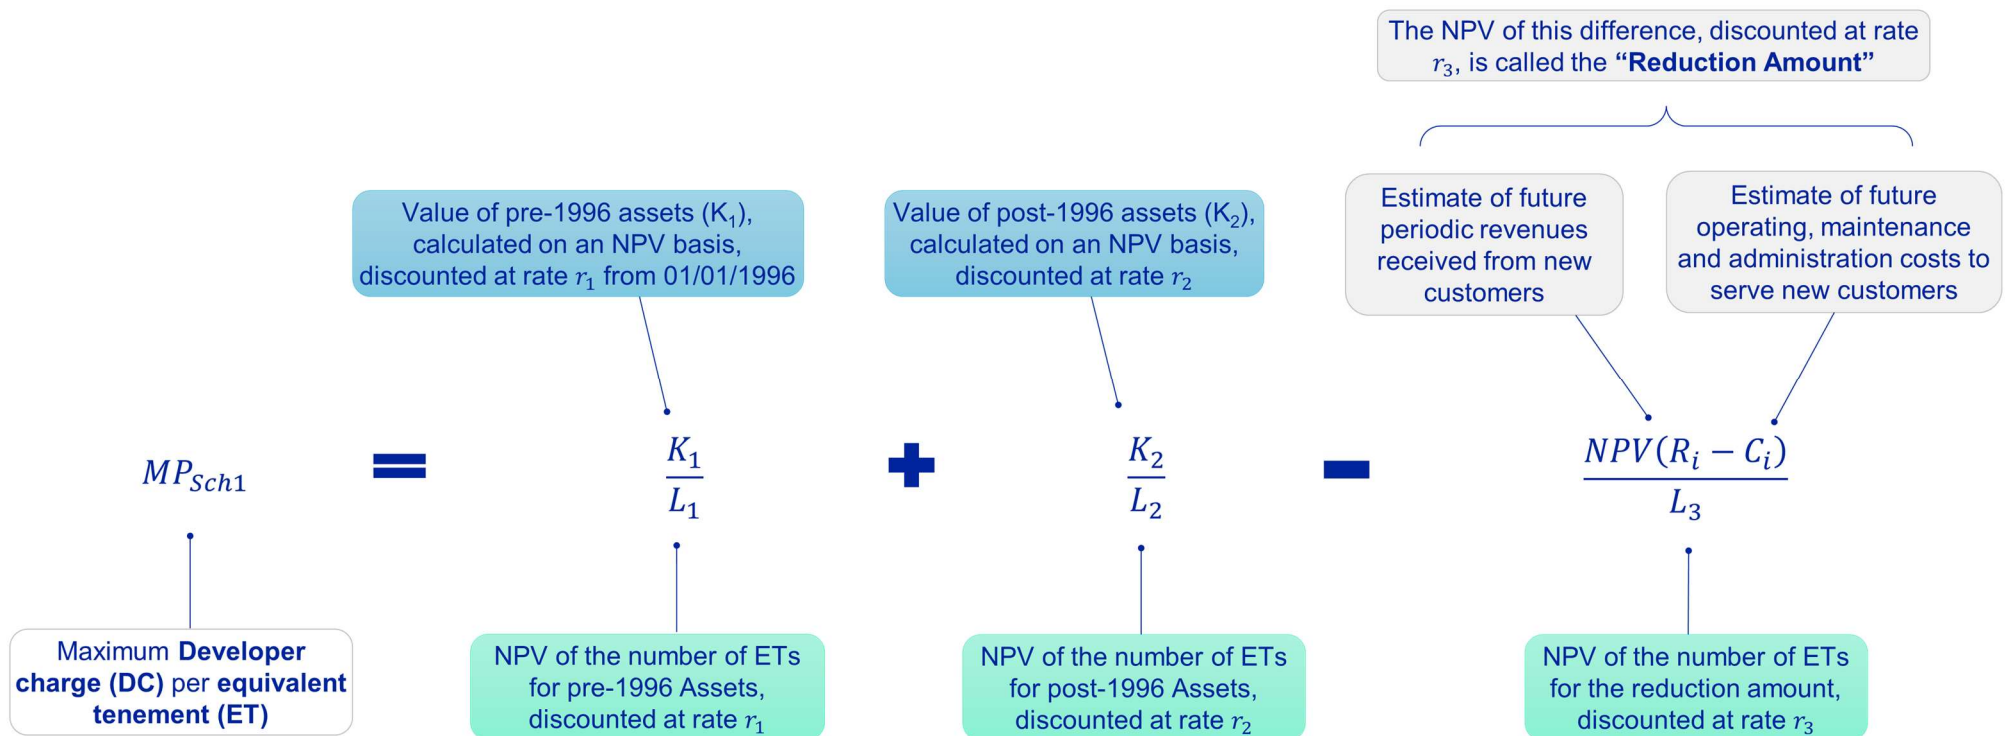 The NPV of this difference, discounted at rate
r₃, is called the “Reduction Amount”
Value of pre-1996 assets (K₁),
calculated on an NPV basis,
discounted at rate r₁ from 01/01/1996
Value of post-1996 assets (K₂),
calculated on an NPV basis,
discounted at rate r₂
Estimate of future
periodic revenues
received from new
customers
Estimate of future
operating, maintenance
and administration costs to
serve new customers
MP_{Sch1} = K₁/L₁ + K₂/L₂ − NPV(R_i − C_i)/L₃
Maximum Developer
charge (DC) per equivalent
tenement (ET)
NPV of the number of ETs
for pre-1996 Assets,
discounted at rate r₁
NPV of the number of ETs
for post-1996 Assets,
discounted at rate r₂
NPV of the number of ETs
for the reduction amount,
discounted at rate r₃